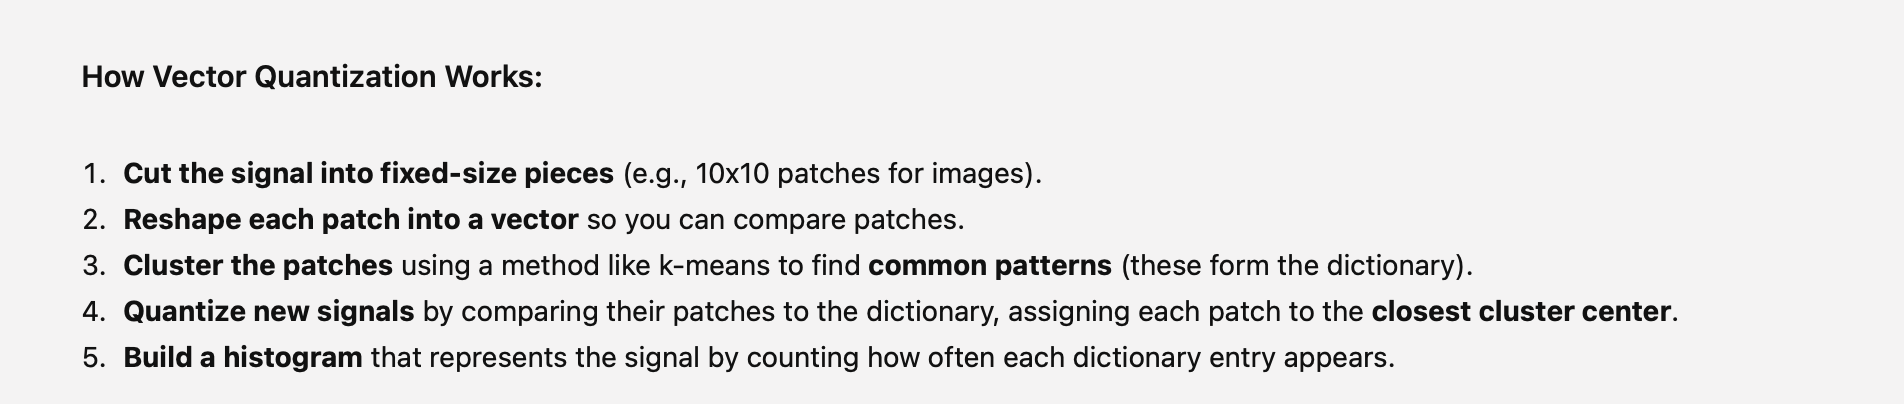 How Vector Quantization Works:
1. Cut the signal into fixed-size pieces (e.g., 10x10 patches for images).
2. Reshape each patch into a vector so you can compare patches.
3. Cluster the patches using a method like k-means to find common patterns (these form the dictionary).
4. Quantize new signals by comparing their patches to the dictionary, assigning each patch to the closest cluster center.
5. Build a histogram that represents the signal by counting how often each dictionary entry appears.